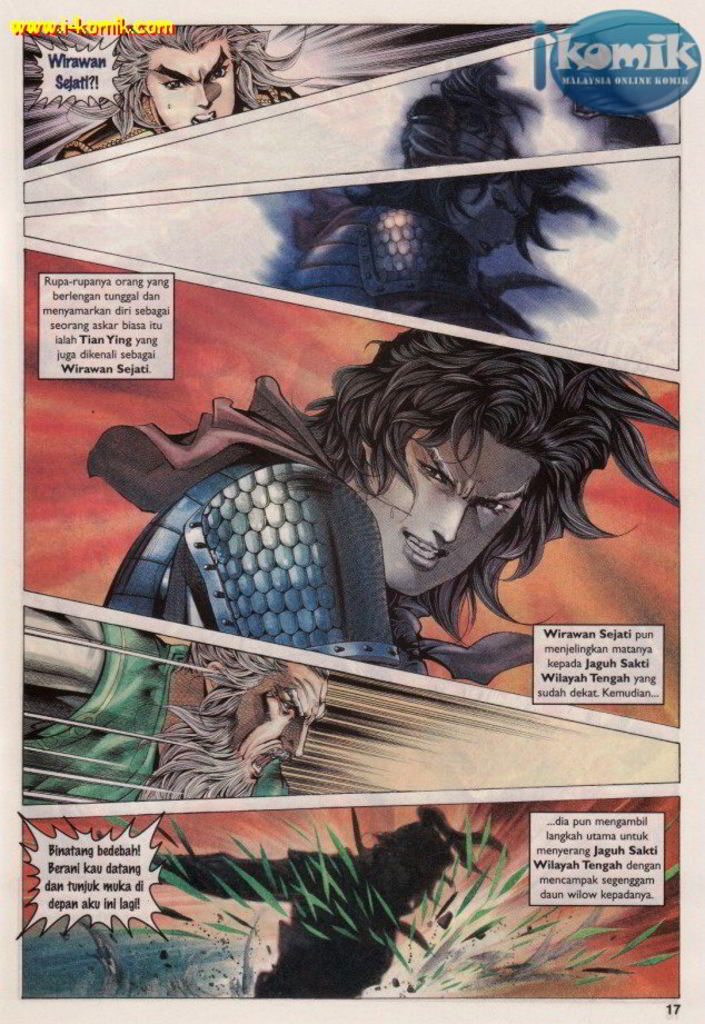 www.i-komik.com
ikomik
MALAYSIA ONLINE KOMIK
Wirawan
Sejati?!
Rupa-rupanya orang yang
berlengan tunggal dan
menyamarkan diri sebagai
seorang askar biasa itu
ialah Tian Ying yang
juga dikenali sebagai
Wirawan Sejati.
Wirawan Sejati pun
menjelingkan matanya
kepada Jaguh Sakti
Wilayah Tengah yang
sudah dekat. Kemudian...
Binatang bedebah!
Berani kau datang
dan tunjuk muka di
depan aku ini lagi!
...dia pun mengambil
langkah utama untuk
menyerang Jaguh Sakti
Wilayah Tengah dengan
mencampak segenggam
daun wilow kepadanya.
17